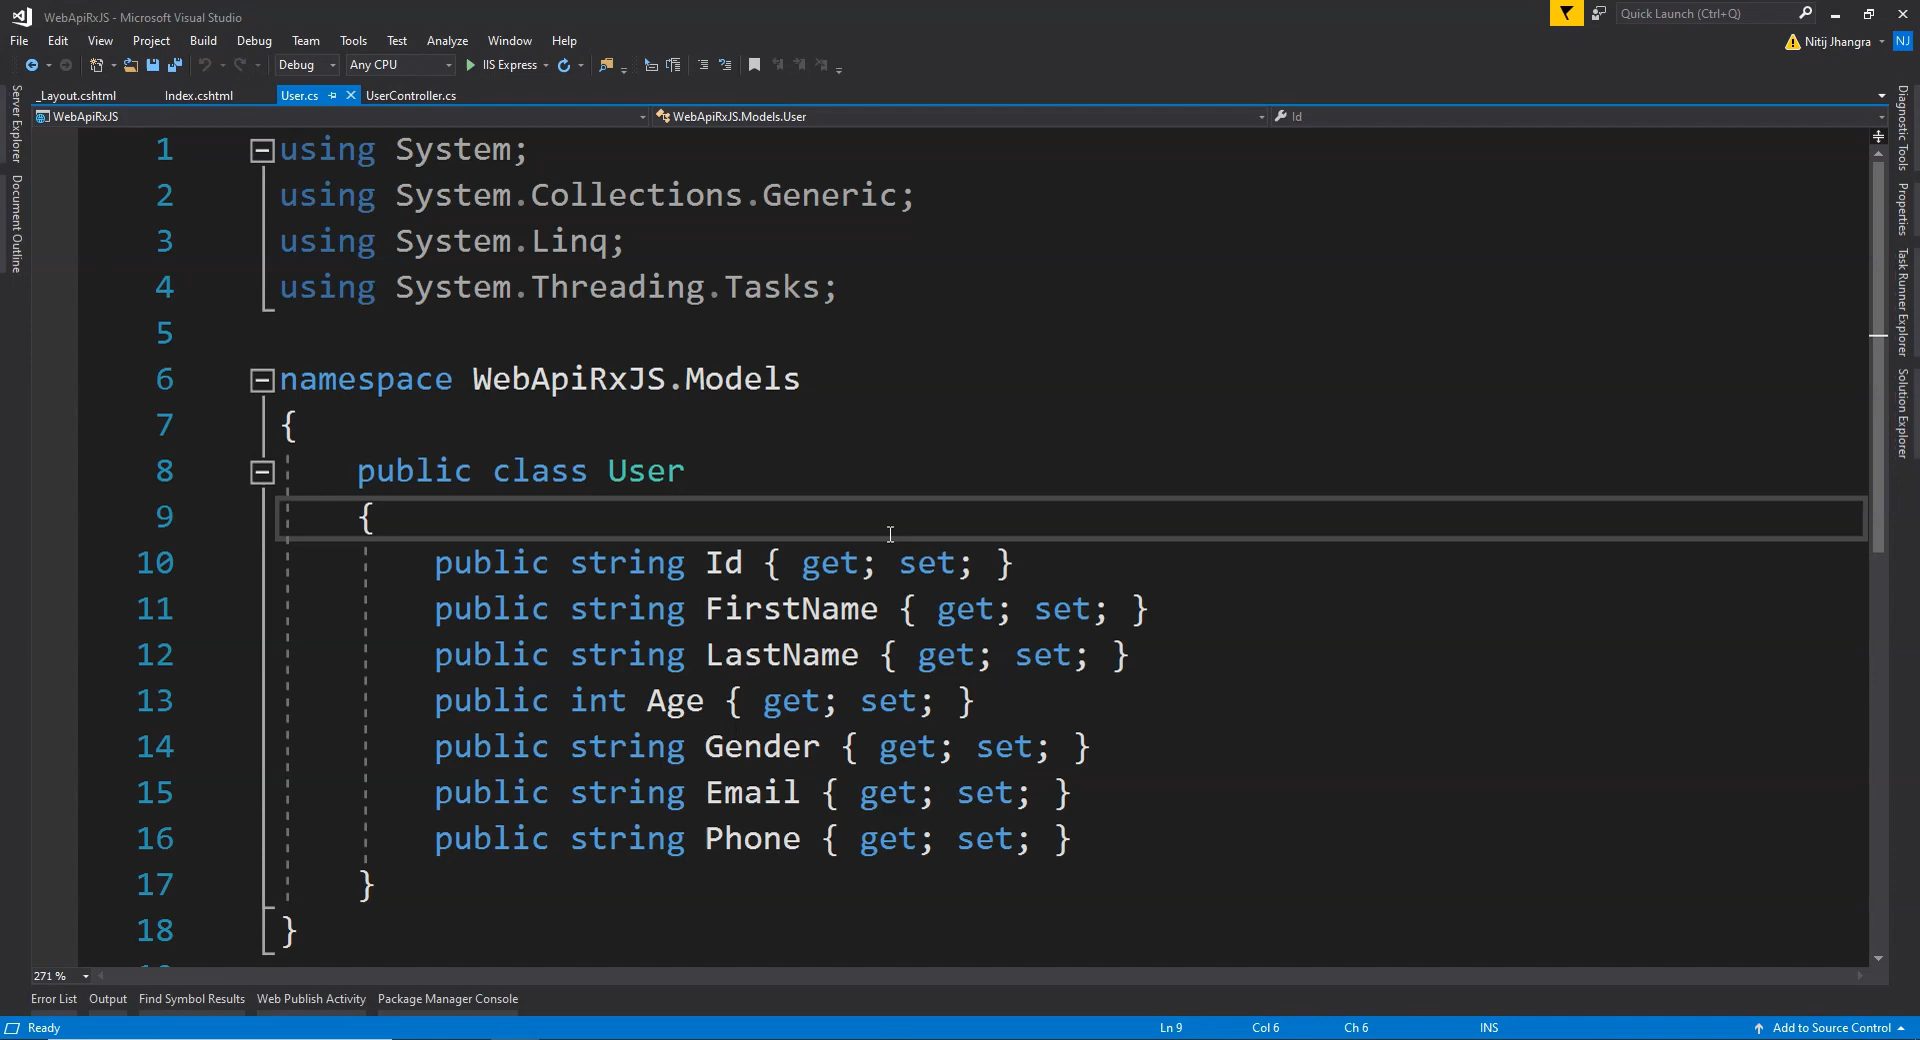 WebApiRxJS - Microsoft Visual Studio
Quick Launch (Ctrl+Q)
File Edit View Project Build Debug Team Tools Test Analyze Window Help
Nitij Jhangra NJ
Debug Any CPU IIS Express
_Layout.cshtml Index.cshtml User.cs UserController.cs
WebApiRxJS WebApiRxJS.Models.User Id
Server Explorer
Document Outline
1 using System;
2 using System.Collections.Generic;
3 using System.Linq;
4 using System.Threading.Tasks;
5
6 namespace WebApiRxJS.Models
7 {
8 public class User
9 {
10 public string Id { get; set; }
11 public string FirstName { get; set; }
12 public string LastName { get; set; }
13 public int Age { get; set; }
14 public string Gender { get; set; }
15 public string Email { get; set; }
16 public string Phone { get; set; }
17 }
18 }
Diagnostic Tools
Properties
Task Runner Explorer
Solution Explorer
271 %
Error List Output Find Symbol Results Web Publish Activity Package Manager Console
Ready Ln 9 Col 6 Ch 6 INS Add to Source Control